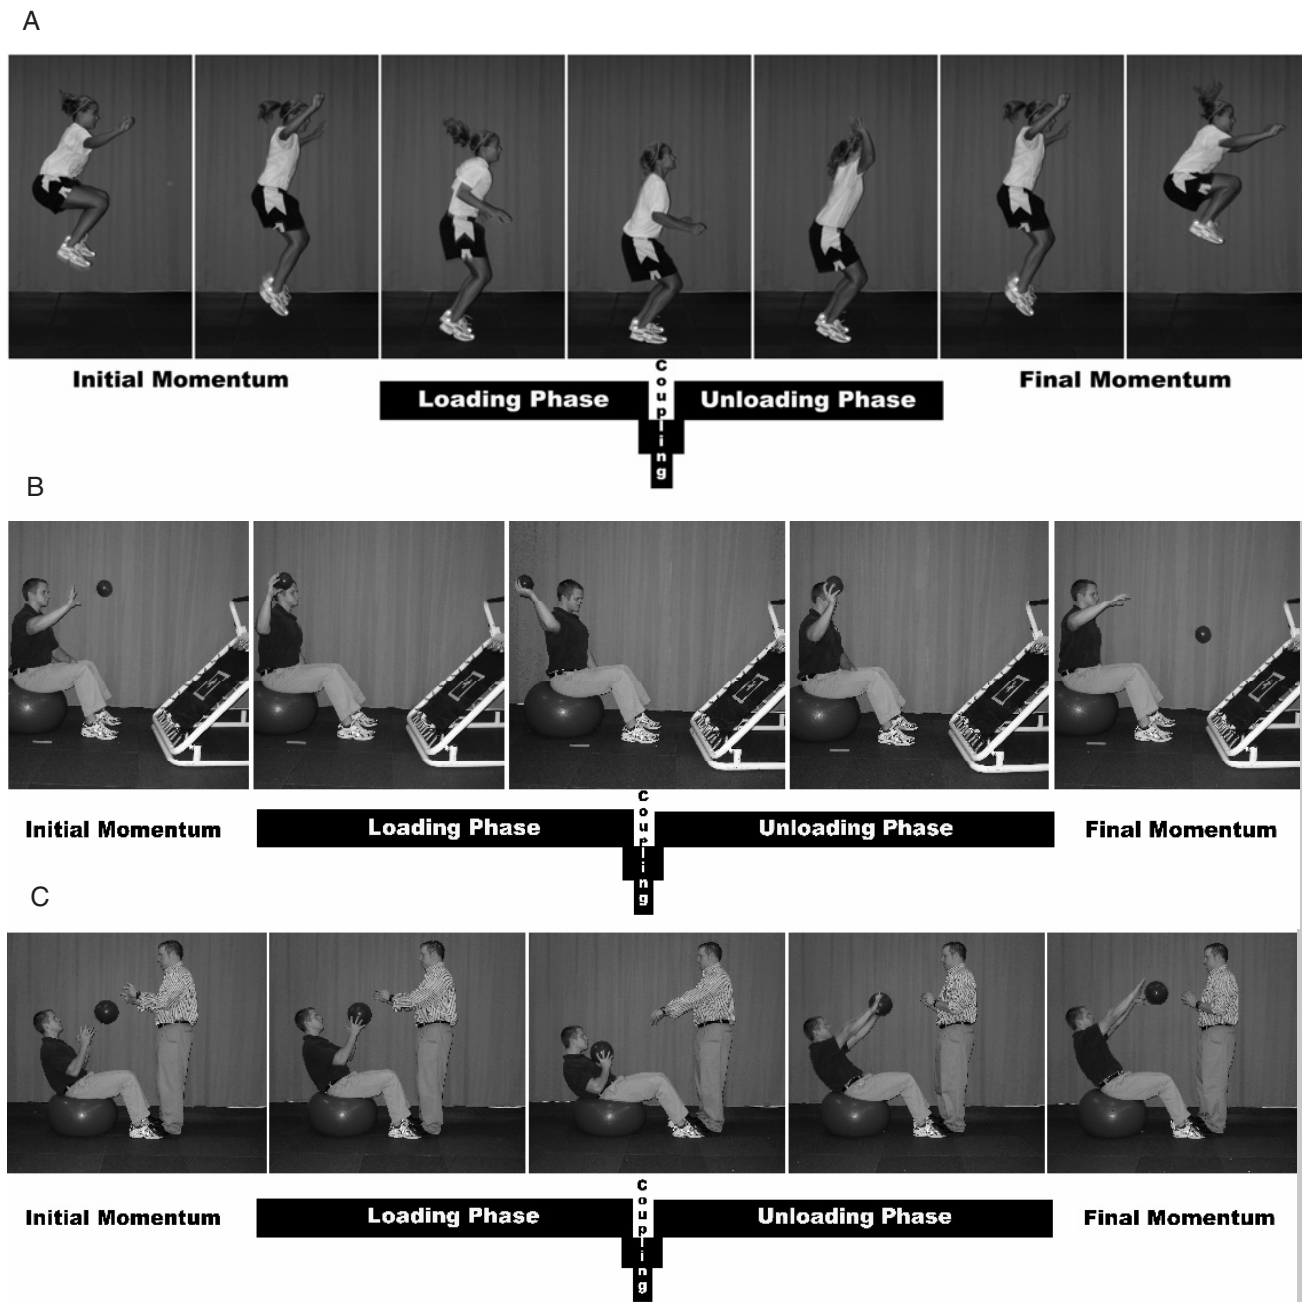 A
Initial Momentum
Loading Phase
Coupling
Unloading Phase
Final Momentum
B
Initial Momentum
Loading Phase
Coupling
Unloading Phase
Final Momentum
C
Initial Momentum
Loading Phase
Coupling
Unloading Phase
Final Momentum